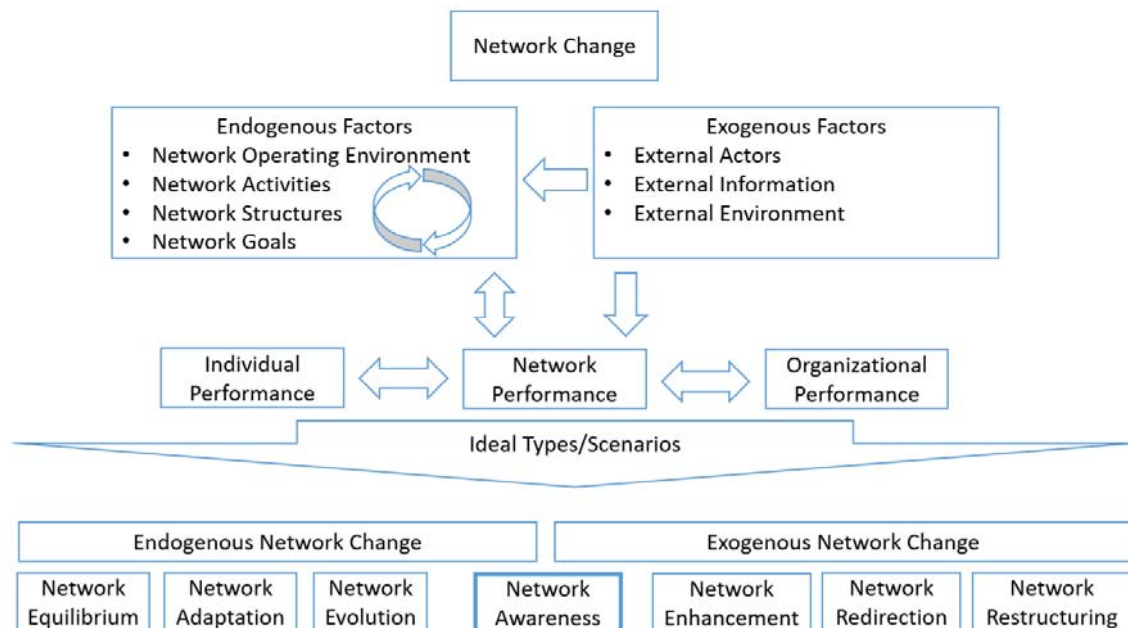 Network Change
Endogenous Factors
• Network Operating Environment
• Network Activities
• Network Structures
• Network Goals
Exogenous Factors
• External Actors
• External Information
• External Environment
Individual
Performance
Network
Performance
Organizational
Performance
Ideal Types/Scenarios
Endogenous Network Change
Exogenous Network Change
Network
Equilibrium
Network
Adaptation
Network
Evolution
Network
Awareness
Network
Enhancement
Network
Redirection
Network
Restructuring